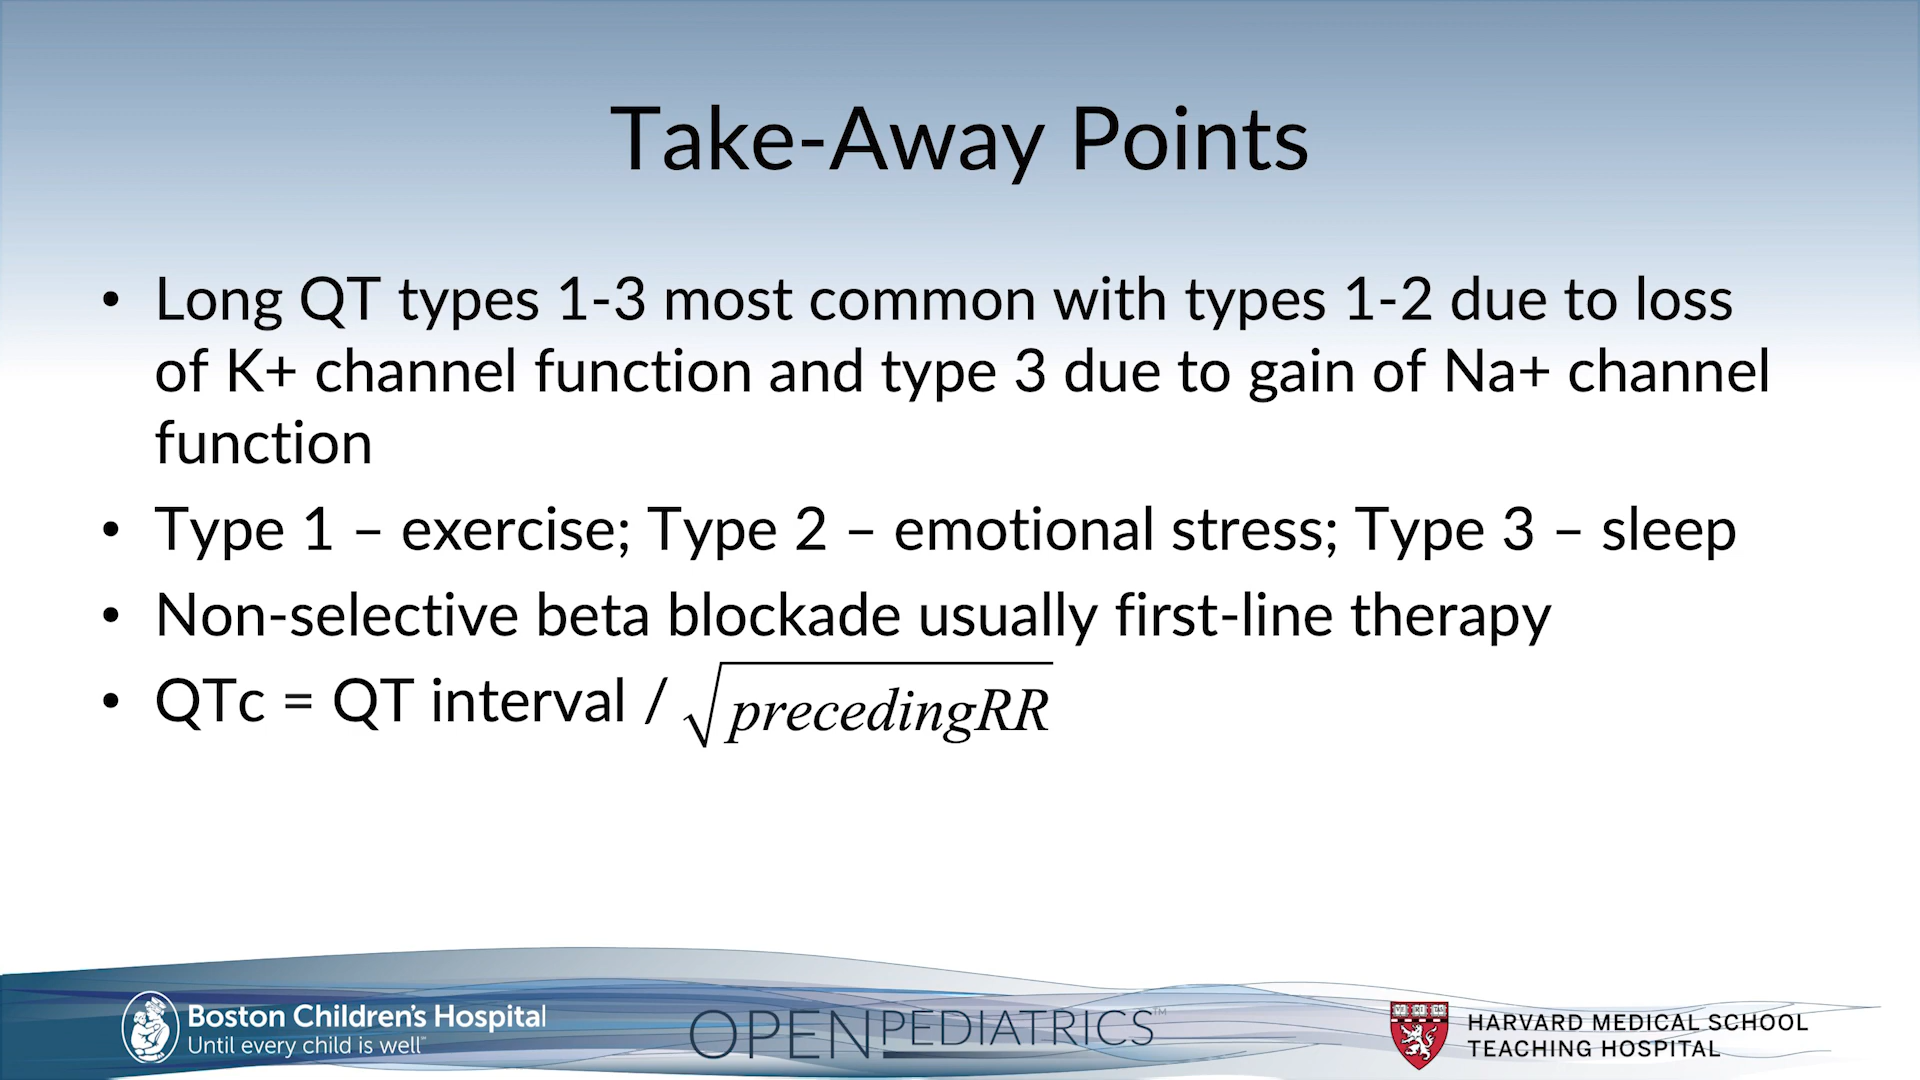 Take-Away Points
• Long QT types 1-3 most common with types 1-2 due to loss
of K+ channel function and type 3 due to gain of Na+ channel
function
• Type 1 – exercise; Type 2 – emotional stress; Type 3 – sleep
• Non-selective beta blockade usually first-line therapy
• QTc = QT interval / √precedingRR
Boston Children's Hospital
Until every child is well™
OPENPEDIATRICS™
HARVARD MEDICAL SCHOOL
TEACHING HOSPITAL